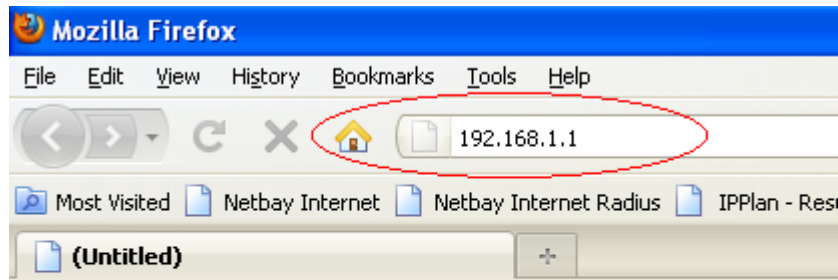 Mozilla Firefox
File Edit View History Bookmarks Tools Help
192.168.1.1
Most Visited Netbay Internet Netbay Internet Radius IPPlan - Resu
(Untitled)